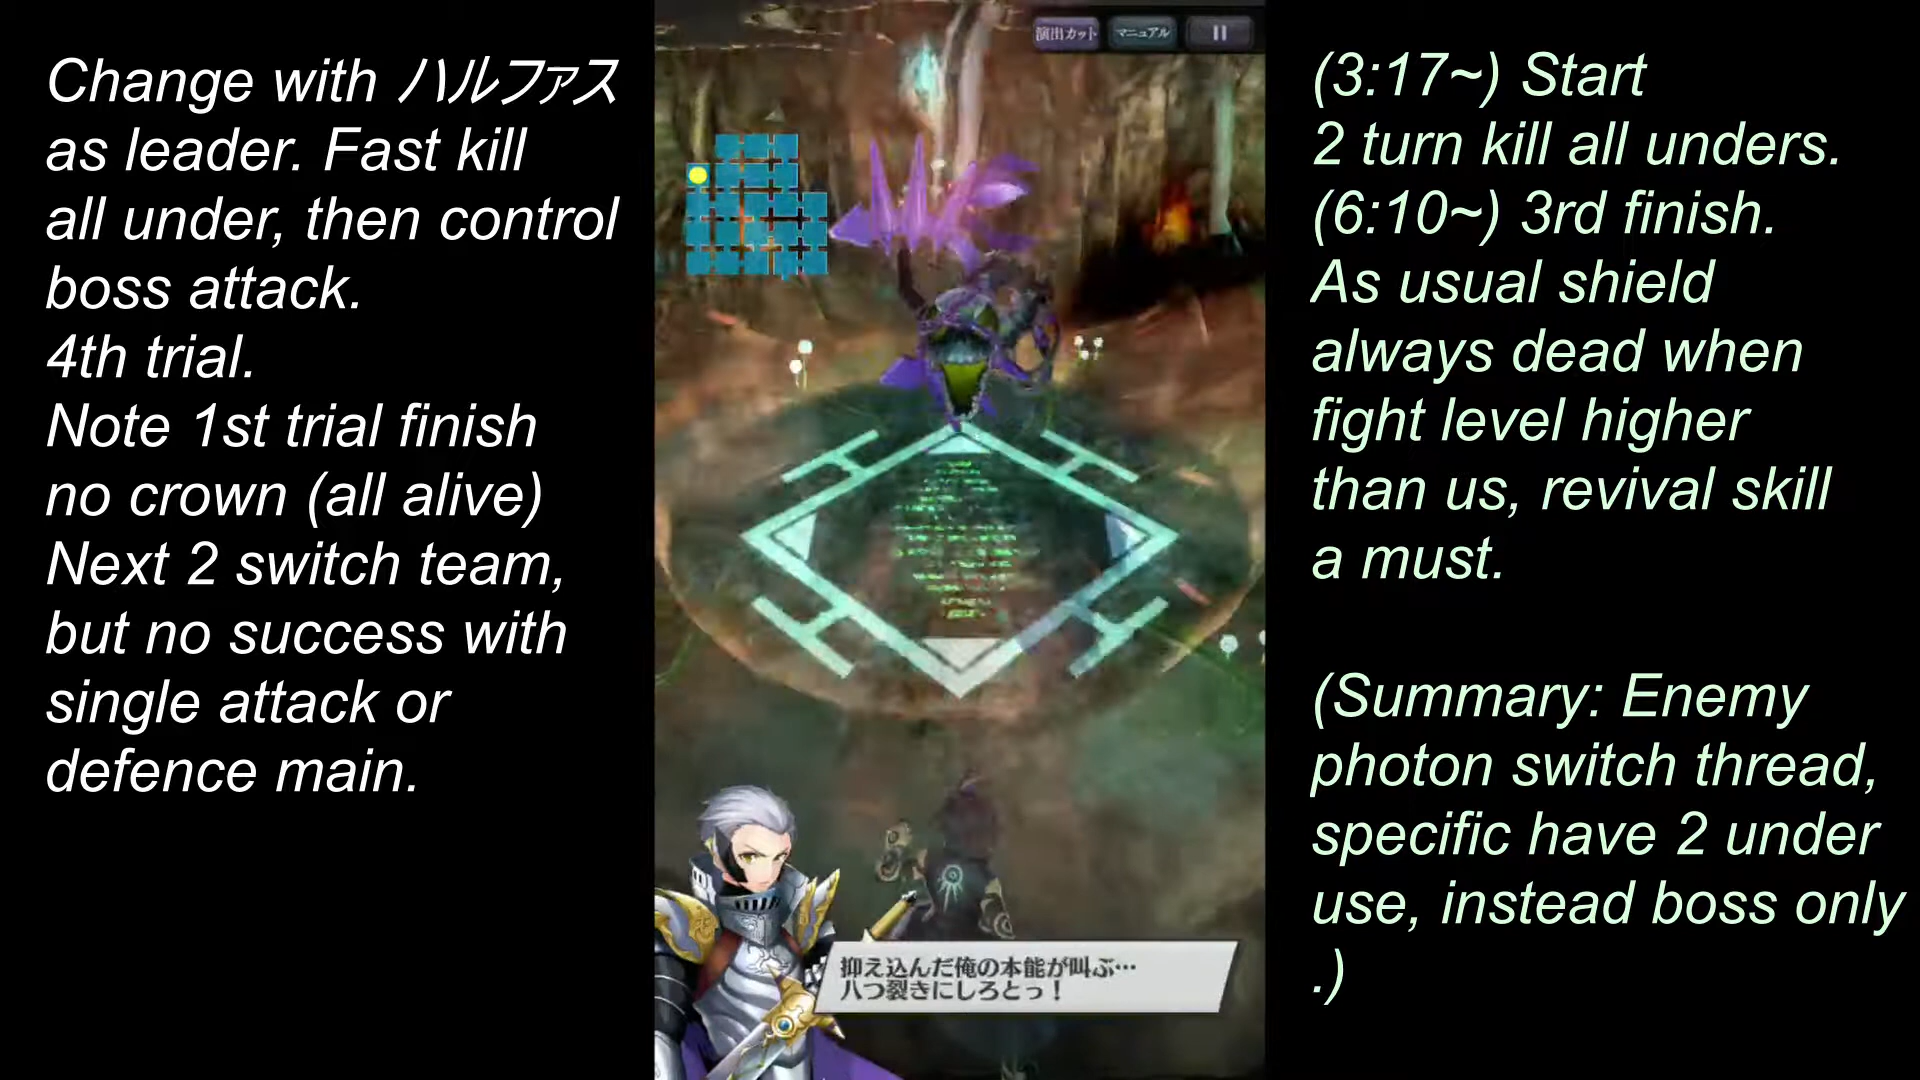 Change with ハルファス
as leader. Fast kill
all under, then control
boss attack.
4th trial.
Note 1st trial finish
no crown (all alive)
Next 2 switch team,
but no success with
single attack or
defence main.
演出カット
マニュアル
抑え込んだ俺の本能が叫ぶ…
八つ裂きにしろとっ！
(3:17~) Start
2 turn kill all unders.
(6:10~) 3rd finish.
As usual shield
always dead when
fight level higher
than us, revival skill
a must.
(Summary: Enemy
photon switch thread,
specific have 2 under
use, instead boss only
.)